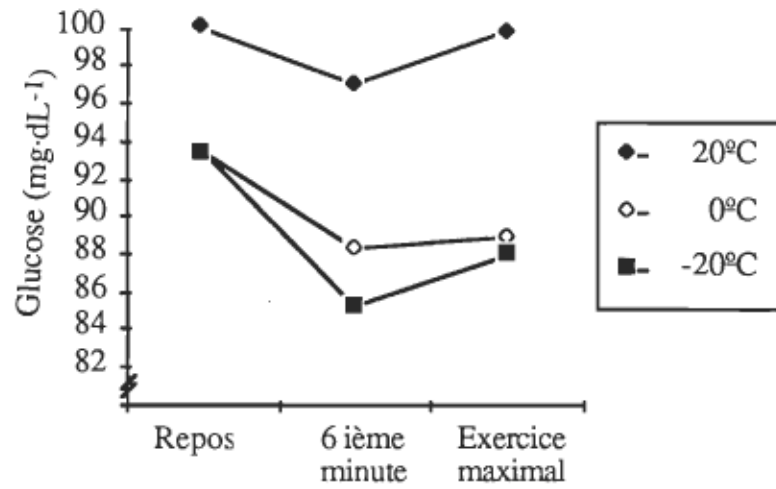 Glucose (mg·dL-1)
100
98
96
94
92
90
88
86
84
82
Repos
6 ième
minute
Exercice
maximal
20ºC
0ºC
-20ºC